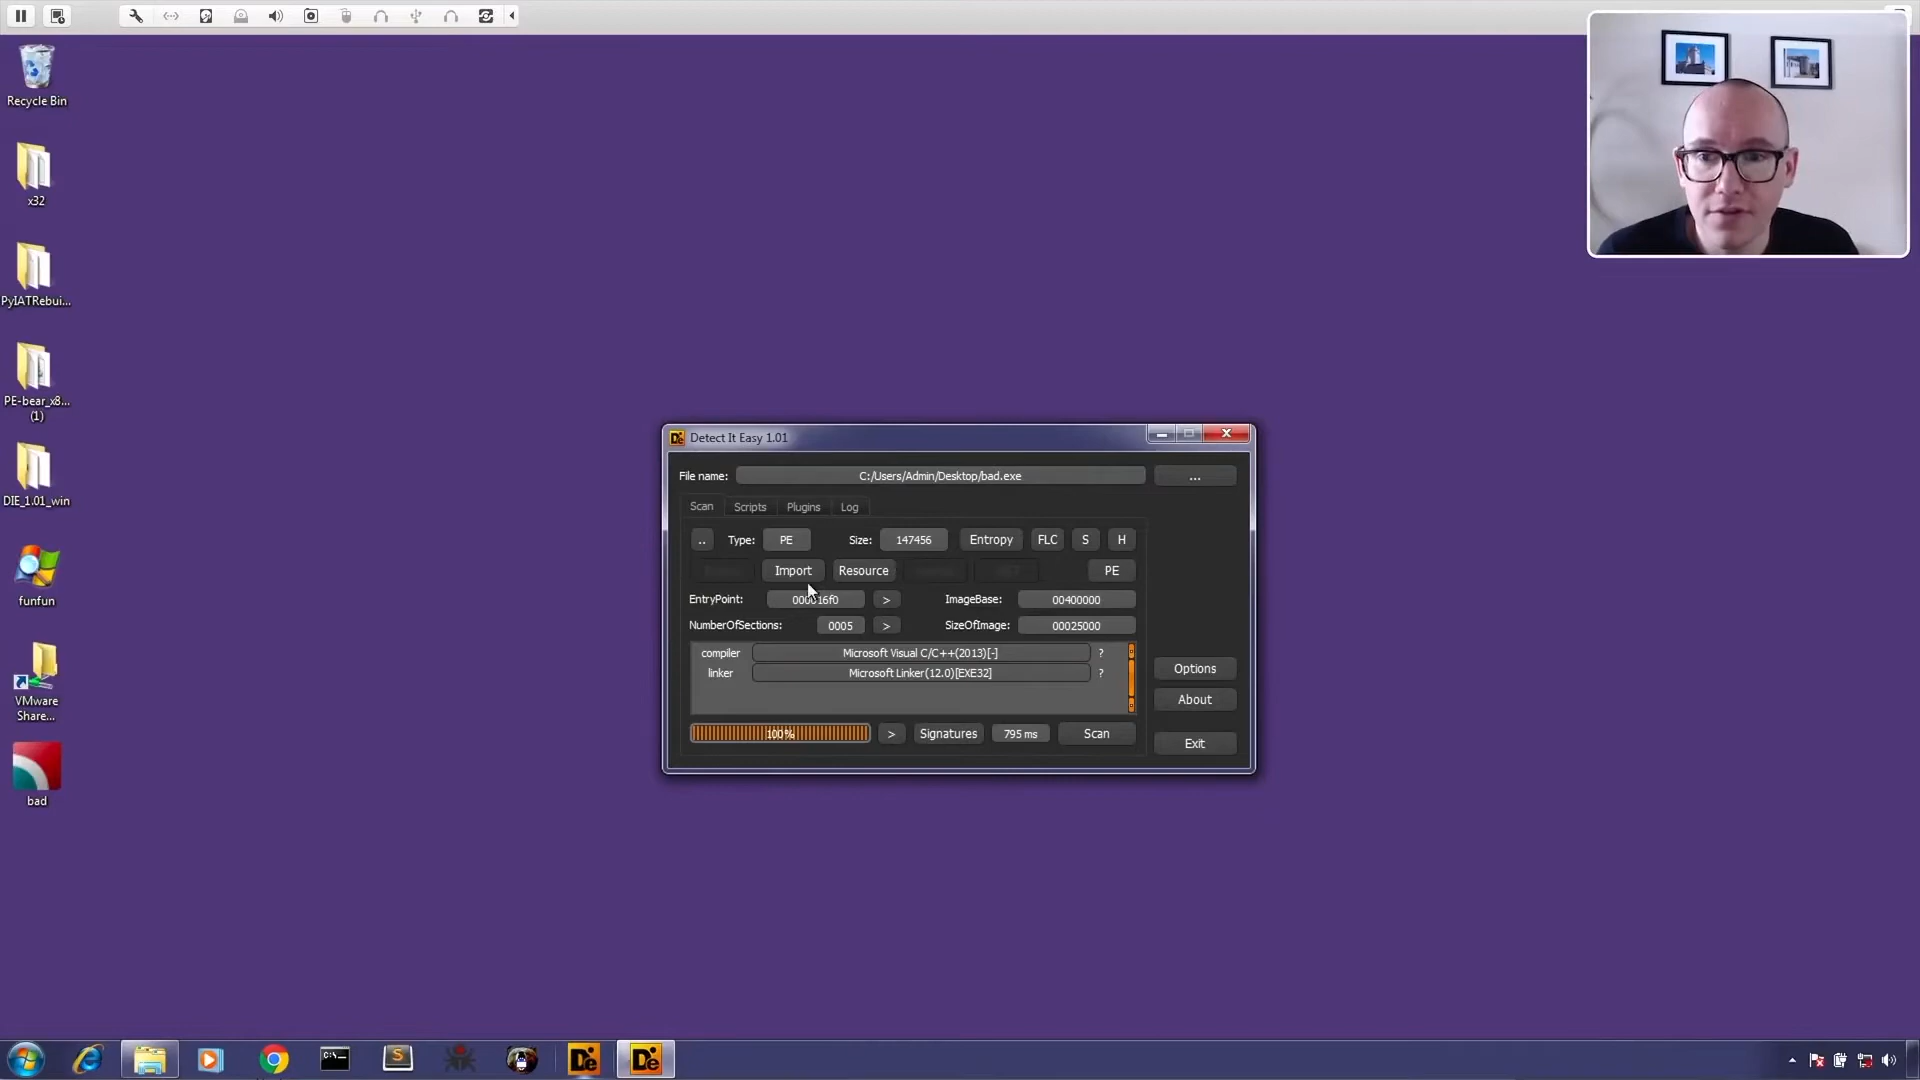 Recycle Bin
x32
PyIATRebui...
PE-bear_x8...
(1)
DIE_1.01_win
funfun
VMware
Share...
bad
Detect It Easy 1.01
File name: C:/Users/Admin/Desktop/bad.exe ...
Scan Scripts Plugins Log
.. Type: PE Size: 147456 Entropy FLC S H
Import Resource PE
EntryPoint: 000016f0 > ImageBase: 00400000
NumberOfSections: 0005 > SizeOfImage: 00025000
compiler Microsoft Visual C/C++(2013)[-] ?
linker Microsoft Linker(12.0)[EXE32] ?
Options
About
100% > Signatures 795 ms Scan
Exit